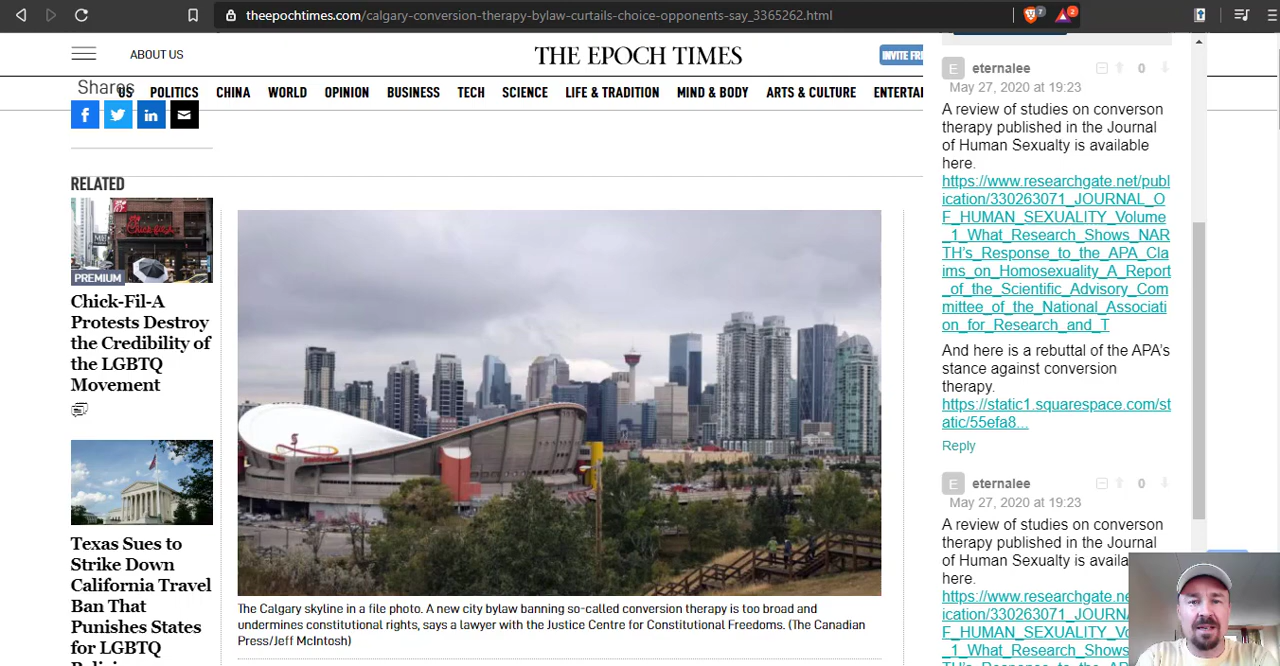 theepochtimes.com/calgary-conversion-therapy-bylaw-curtails-choice-opponents-say_3365262.html
7
2
ABOUT US
THE EPOCH TIMES
INVITE FR
Shares
US POLITICS CHINA WORLD OPINION BUSINESS TECH SCIENCE LIFE & TRADITION MIND & BODY ARTS & CULTURE ENTERTA
RELATED
PREMIUM
Chick-Fil-A
Protests Destroy
the Credibility of
the LGBTQ
Movement
Texas Sues to
Strike Down
California Travel
Ban That
Punishes States
for LGBTQ
The Calgary skyline in a file photo. A new city bylaw banning so-called conversion therapy is too broad and
undermines constitutional rights, says a lawyer with the Justice Centre for Constitutional Freedoms. (The Canadian
Press/Jeff McIntosh)
E eternalee 0
May 27, 2020 at 19:23
A review of studies on converson
therapy published in the Journal
of Human Sexualty is available
here.
https://www.researchgate.net/publ
ication/330263071_JOURNAL_O
F_HUMAN_SEXUALITY_Volume
_1_What_Research_Shows_NAR
TH's_Response_to_the_APA_Cla
ims_on_Homosexuality_A_Report
_of_the_Scientific_Advisory_Com
mittee_of_the_National_Associati
on_for_Research_and_T
And here is a rebuttal of the APA's
stance against conversion
therapy.
https://static1.squarespace.com/st
atic/55efa8...
Reply
E eternalee 0
May 27, 2020 at 19:23
A review of studies on converson
therapy published in the Journal
of Human Sexualty is availa
here.
https://www.researchgate.ne
ication/330263071_JOURNA
F_HUMAN_SEXUALITY_Vo
_1_What_Research_Shows